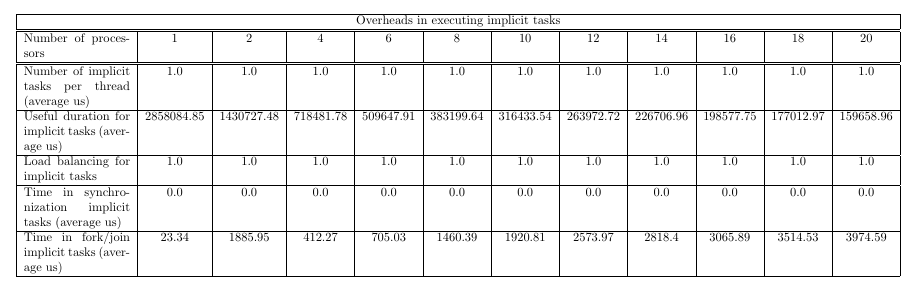 Overheads in executing implicit tasks
Number of proces-
sors 1 2 4 6 8 10 12 14 16 18 20
Number of implicit 1.0 1.0 1.0 1.0 1.0 1.0 1.0 1.0 1.0 1.0 1.0
tasks per thread
(average us)
Useful duration for 2858084.85 1430727.48 718481.78 509647.91 383199.64 316433.54 263972.72 226706.96 198577.75 177012.97 159658.96
implicit tasks (aver-
age us)
Load balancing for 1.0 1.0 1.0 1.0 1.0 1.0 1.0 1.0 1.0 1.0 1.0
implicit tasks
Time in synchro- 0.0 0.0 0.0 0.0 0.0 0.0 0.0 0.0 0.0 0.0 0.0
nization implicit
tasks (average us)
Time in fork/join 23.34 1885.95 412.27 705.03 1460.39 1920.81 2573.97 2818.4 3065.89 3514.53 3974.59
implicit tasks (aver-
age us)